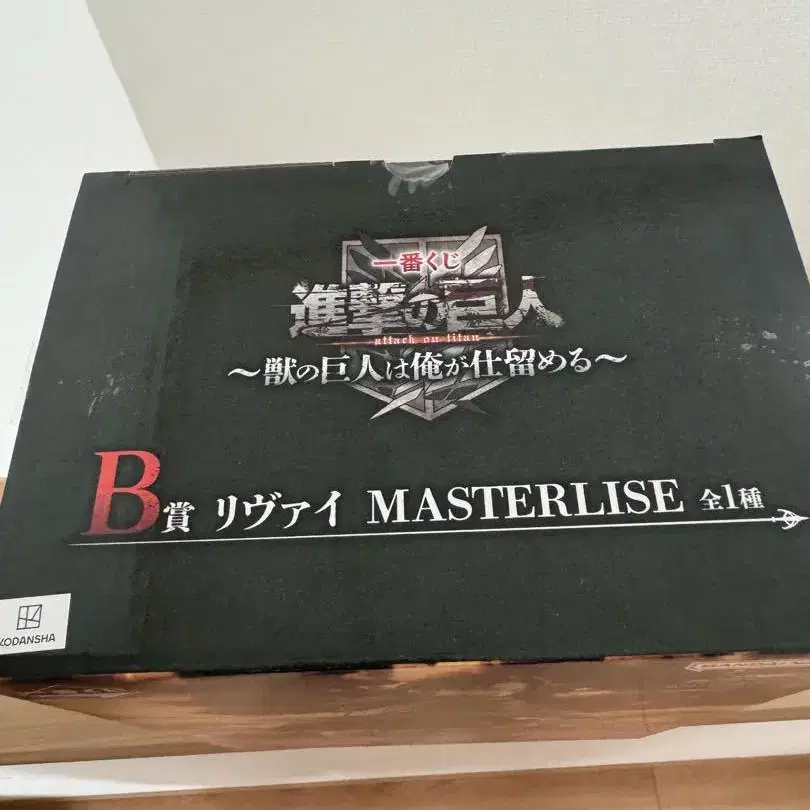 一番くじ
進撃の巨人
attack on titan
～獣の巨人は俺が仕留める～
B賞 リヴァイ MASTERLISE 全1種
KODANSHA